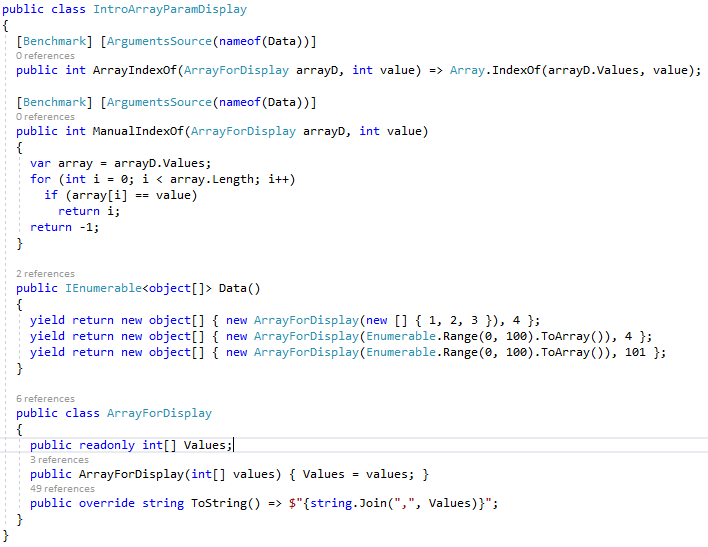 public class IntroArrayParamDisplay
{
[Benchmark] [ArgumentsSource(nameof(Data))]
0 references
public int ArrayIndexOf(ArrayForDisplay arrayD, int value) => Array.IndexOf(arrayD.Values, value);
[Benchmark] [ArgumentsSource(nameof(Data))]
0 references
public int ManualIndexOf(ArrayForDisplay arrayD, int value)
{
var array = arrayD.Values;
for (int i = 0; i < array.Length; i++)
if (array[i] == value)
return i;
return -1;
}
2 references
public IEnumerable<object[]> Data()
{
yield return new object[] { new ArrayForDisplay(new [] { 1, 2, 3 }), 4 };
yield return new object[] { new ArrayForDisplay(Enumerable.Range(0, 100).ToArray()), 4 };
yield return new object[] { new ArrayForDisplay(Enumerable.Range(0, 100).ToArray()), 101 };
}
6 references
public class ArrayForDisplay
{
public readonly int[] Values;
3 references
public ArrayForDisplay(int[] values) { Values = values; }
49 references
public override string ToString() => $"{string.Join(",", Values)}";
}
}